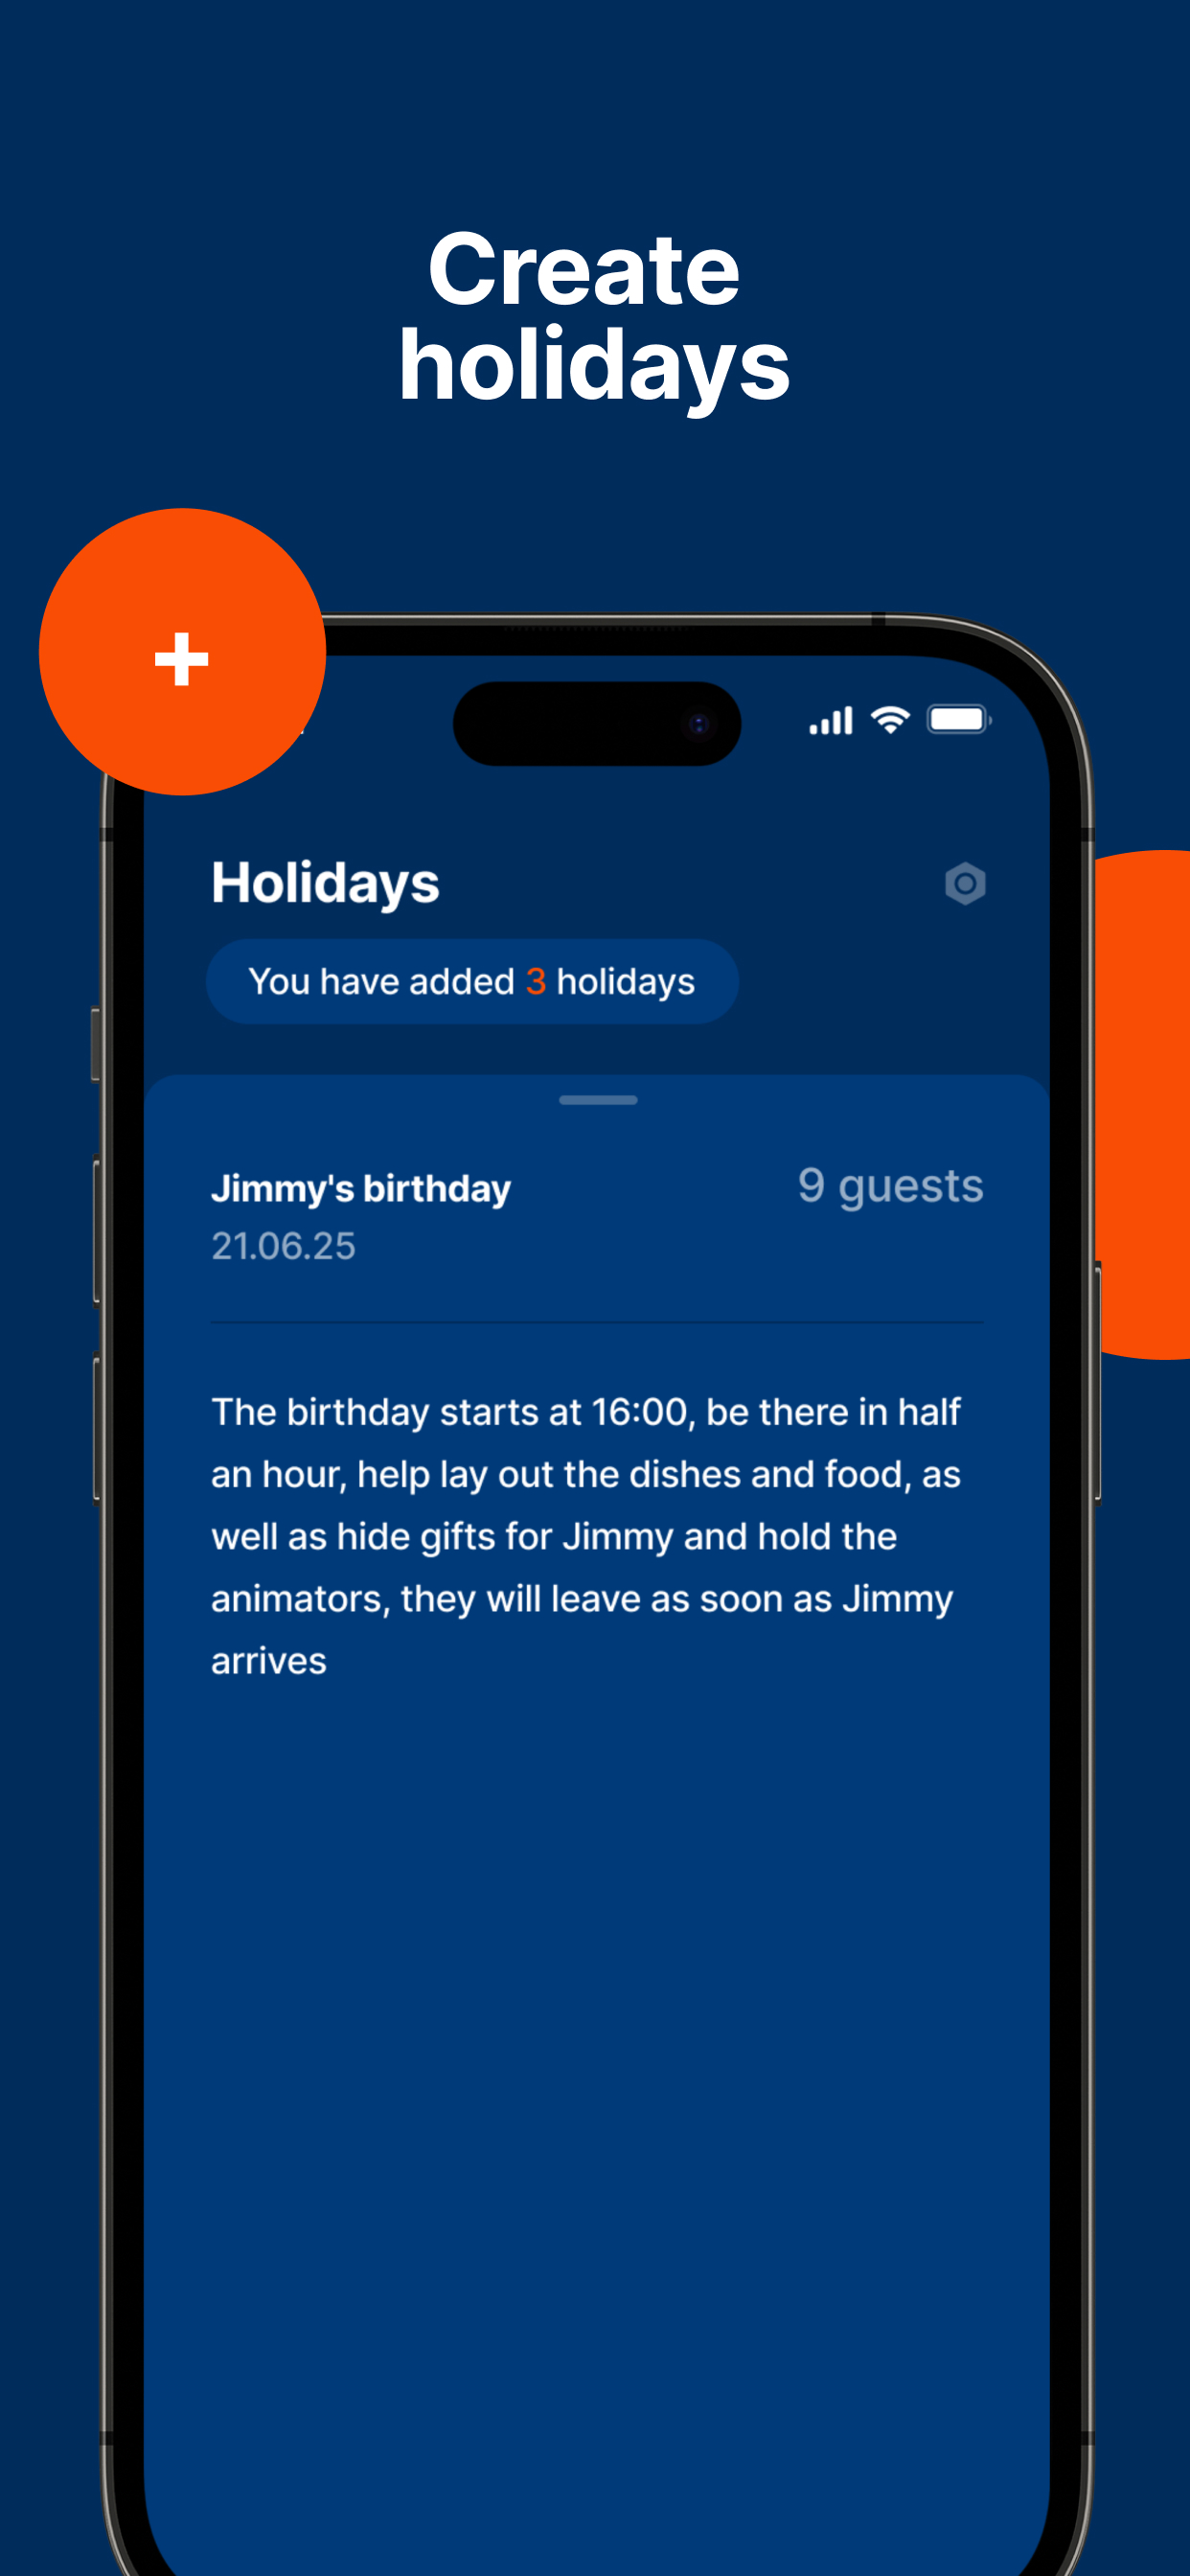 Create
holidays
+
Holidays
You have added 3 holidays
Jimmy's birthday
9 guests
21.06.25
The birthday starts at 16:00, be there in half
an hour, help lay out the dishes and food, as
well as hide gifts for Jimmy and hold the
animators, they will leave as soon as Jimmy
arrives